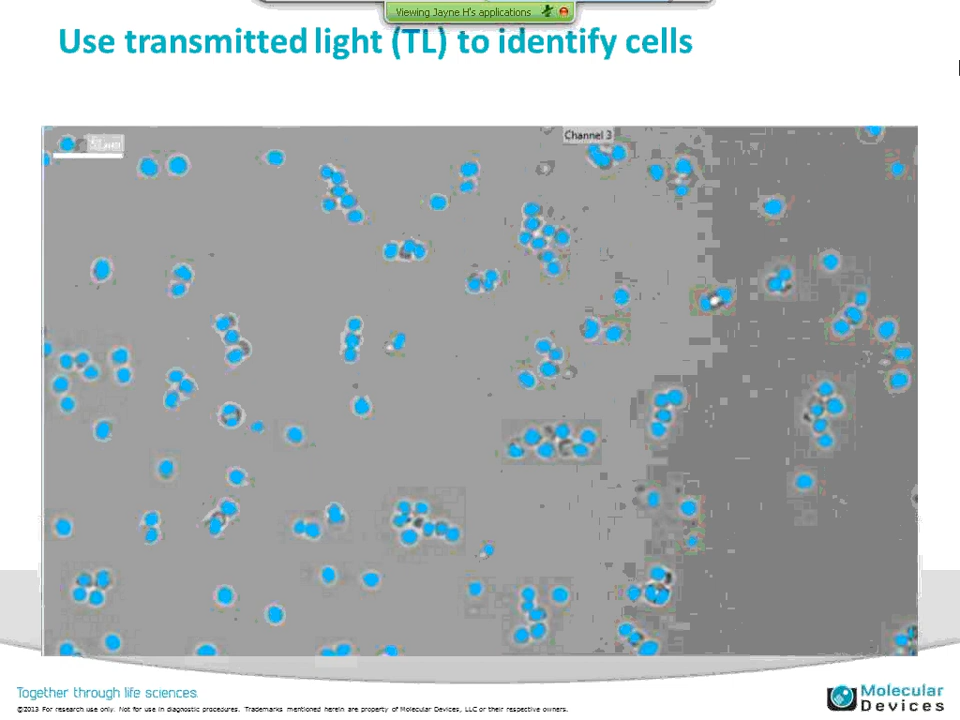 Viewing Jayne H's applications
Use transmitted light (TL) to identify cells
Channel 3
Together through life sciences.
©2013 For research use only. Not for use in diagnostic procedures. Trademarks mentioned herein are property of Molecular Devices, LLC or their respective owners.
Molecular
Devices